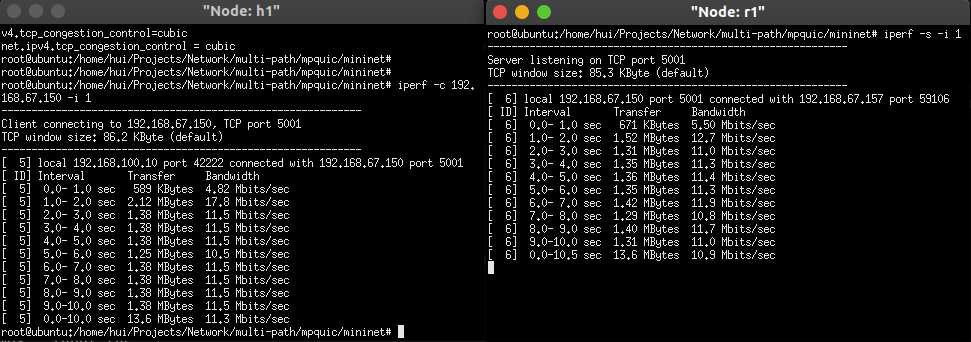 "Node: h1"
v4.tcp_congestion_control=cubic
net.ipv4.tcp_congestion_control = cubic
root@ubuntu:/home/hui/Projects/Network/multi-path/mpquic/mininet#
root@ubuntu:/home/hui/Projects/Network/multi-path/mpquic/mininet#
root@ubuntu:/home/hui/Projects/Network/multi-path/mpquic/mininet# iperf -c 192.
168.67.150 -i 1
------------------------------------------------------------
Client connecting to 192.168.67.150, TCP port 5001
TCP window size: 86.2 KByte (default)
------------------------------------------------------------
[  5] local 192.168.100.10 port 42222 connected with 192.168.67.150 port 5001
[ ID] Interval       Transfer     Bandwidth
[  5]  0.0- 1.0 sec   589 KBytes  4.82 Mbits/sec
[  5]  1.0- 2.0 sec  2.12 MBytes  17.8 Mbits/sec
[  5]  2.0- 3.0 sec  1.38 MBytes  11.5 Mbits/sec
[  5]  3.0- 4.0 sec  1.38 MBytes  11.5 Mbits/sec
[  5]  4.0- 5.0 sec  1.38 MBytes  11.5 Mbits/sec
[  5]  5.0- 6.0 sec  1.25 MBytes  10.5 Mbits/sec
[  5]  6.0- 7.0 sec  1.38 MBytes  11.5 Mbits/sec
[  5]  7.0- 8.0 sec  1.38 MBytes  11.5 Mbits/sec
[  5]  8.0- 9.0 sec  1.38 MBytes  11.5 Mbits/sec
[  5]  9.0-10.0 sec  1.38 MBytes  11.5 Mbits/sec
[  5]  0.0-10.0 sec  13.6 MBytes  11.3 Mbits/sec
root@ubuntu:/home/hui/Projects/Network/multi-path/mpquic/mininet#
"Node: r1"
root@ubuntu:/home/hui/Projects/Network/multi-path/mpquic/mininet# iperf -s -i 1
------------------------------------------------------------
Server listening on TCP port 5001
TCP window size: 85.3 KByte (default)
------------------------------------------------------------
[  6] local 192.168.67.150 port 5001 connected with 192.168.67.157 port 59106
[ ID] Interval       Transfer     Bandwidth
[  6]  0.0- 1.0 sec   671 KBytes  5.50 Mbits/sec
[  6]  1.0- 2.0 sec  1.52 MBytes  12.7 Mbits/sec
[  6]  2.0- 3.0 sec  1.31 MBytes  11.0 Mbits/sec
[  6]  3.0- 4.0 sec  1.35 MBytes  11.3 Mbits/sec
[  6]  4.0- 5.0 sec  1.36 MBytes  11.4 Mbits/sec
[  6]  5.0- 6.0 sec  1.35 MBytes  11.3 Mbits/sec
[  6]  6.0- 7.0 sec  1.42 MBytes  11.9 Mbits/sec
[  6]  7.0- 8.0 sec  1.29 MBytes  10.8 Mbits/sec
[  6]  8.0- 9.0 sec  1.40 MBytes  11.7 Mbits/sec
[  6]  9.0-10.0 sec  1.31 MBytes  11.0 Mbits/sec
[  6]  0.0-10.5 sec  13.6 MBytes  10.9 Mbits/sec